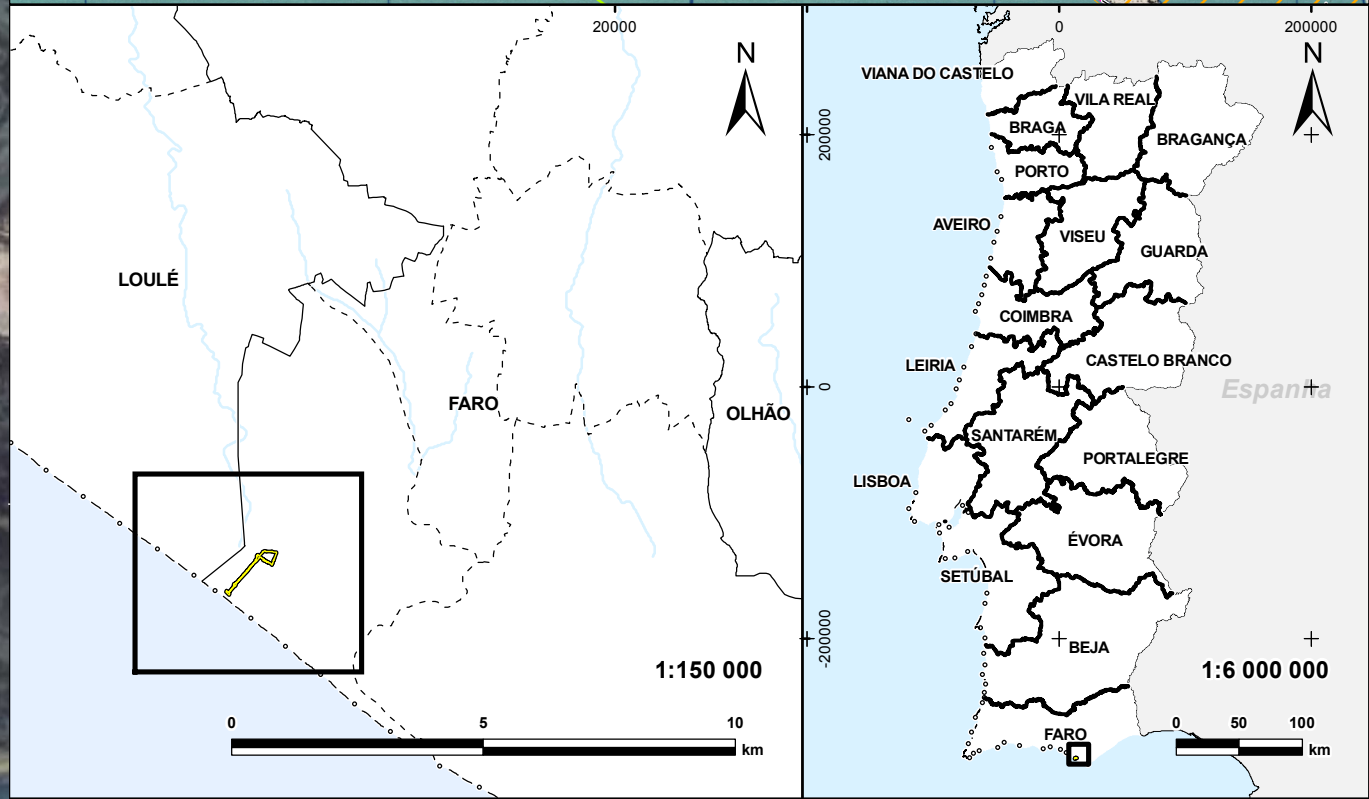 20000
N
LOULÉ
FARO
OLHÃO
1:150 000
0 5 10
km
0 200000
N
VIANA DO CASTELO
VILA REAL
BRAGA
BRAGANÇA
PORTO
200000
AVEIRO
VISEU
GUARDA
COIMBRA
LEIRIA
CASTELO BRANCO
0
Espanha
SANTARÉM
PORTALEGRE
LISBOA
ÉVORA
SETÚBAL
-200000
BEJA
1:6 000 000
FARO
0 50 100
km